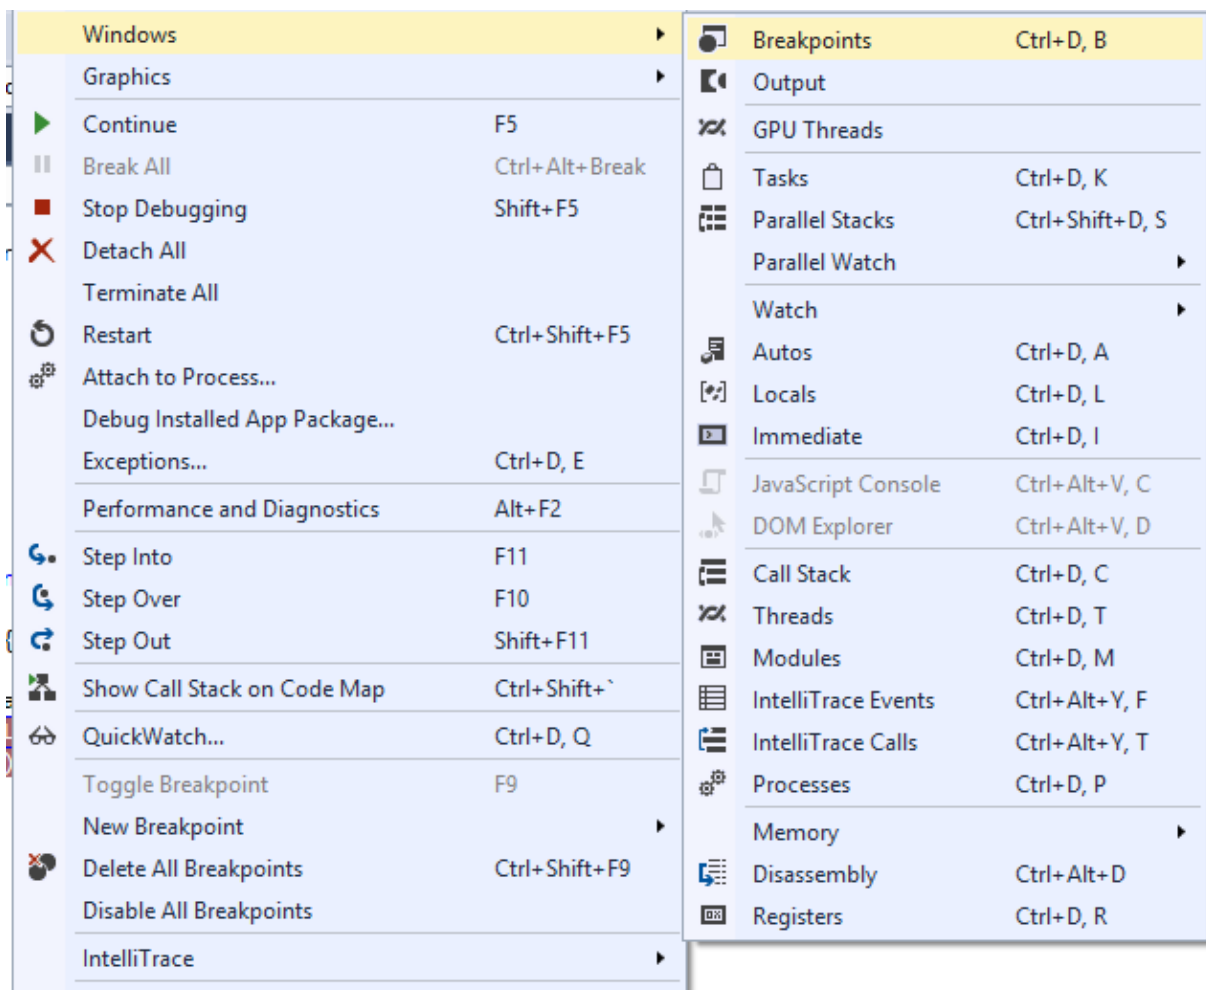 Windows
Graphics
Continue F5
Break All Ctrl+Alt+Break
Stop Debugging Shift+F5
Detach All
Terminate All
Restart Ctrl+Shift+F5
Attach to Process...
Debug Installed App Package...
Exceptions... Ctrl+D, E
Performance and Diagnostics Alt+F2
Step Into F11
Step Over F10
Step Out Shift+F11
Show Call Stack on Code Map Ctrl+Shift+`
QuickWatch... Ctrl+D, Q
Toggle Breakpoint F9
New Breakpoint
Delete All Breakpoints Ctrl+Shift+F9
Disable All Breakpoints
IntelliTrace
Breakpoints Ctrl+D, B
Output
GPU Threads
Tasks Ctrl+D, K
Parallel Stacks Ctrl+Shift+D, S
Parallel Watch
Watch
Autos Ctrl+D, A
Locals Ctrl+D, L
Immediate Ctrl+D, I
JavaScript Console Ctrl+Alt+V, C
DOM Explorer Ctrl+Alt+V, D
Call Stack Ctrl+D, C
Threads Ctrl+D, T
Modules Ctrl+D, M
IntelliTrace Events Ctrl+Alt+Y, F
IntelliTrace Calls Ctrl+Alt+Y, T
Processes Ctrl+D, P
Memory
Disassembly Ctrl+Alt+D
Registers Ctrl+D, R